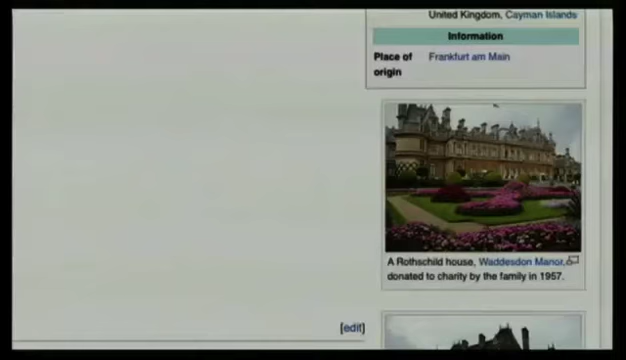 United Kingdom, Cayman Islands
Information
Place of origin
Frankfurt am Main
A Rothschild house, Waddesdon Manor,
donated to charity by the family in 1957.
[edit]